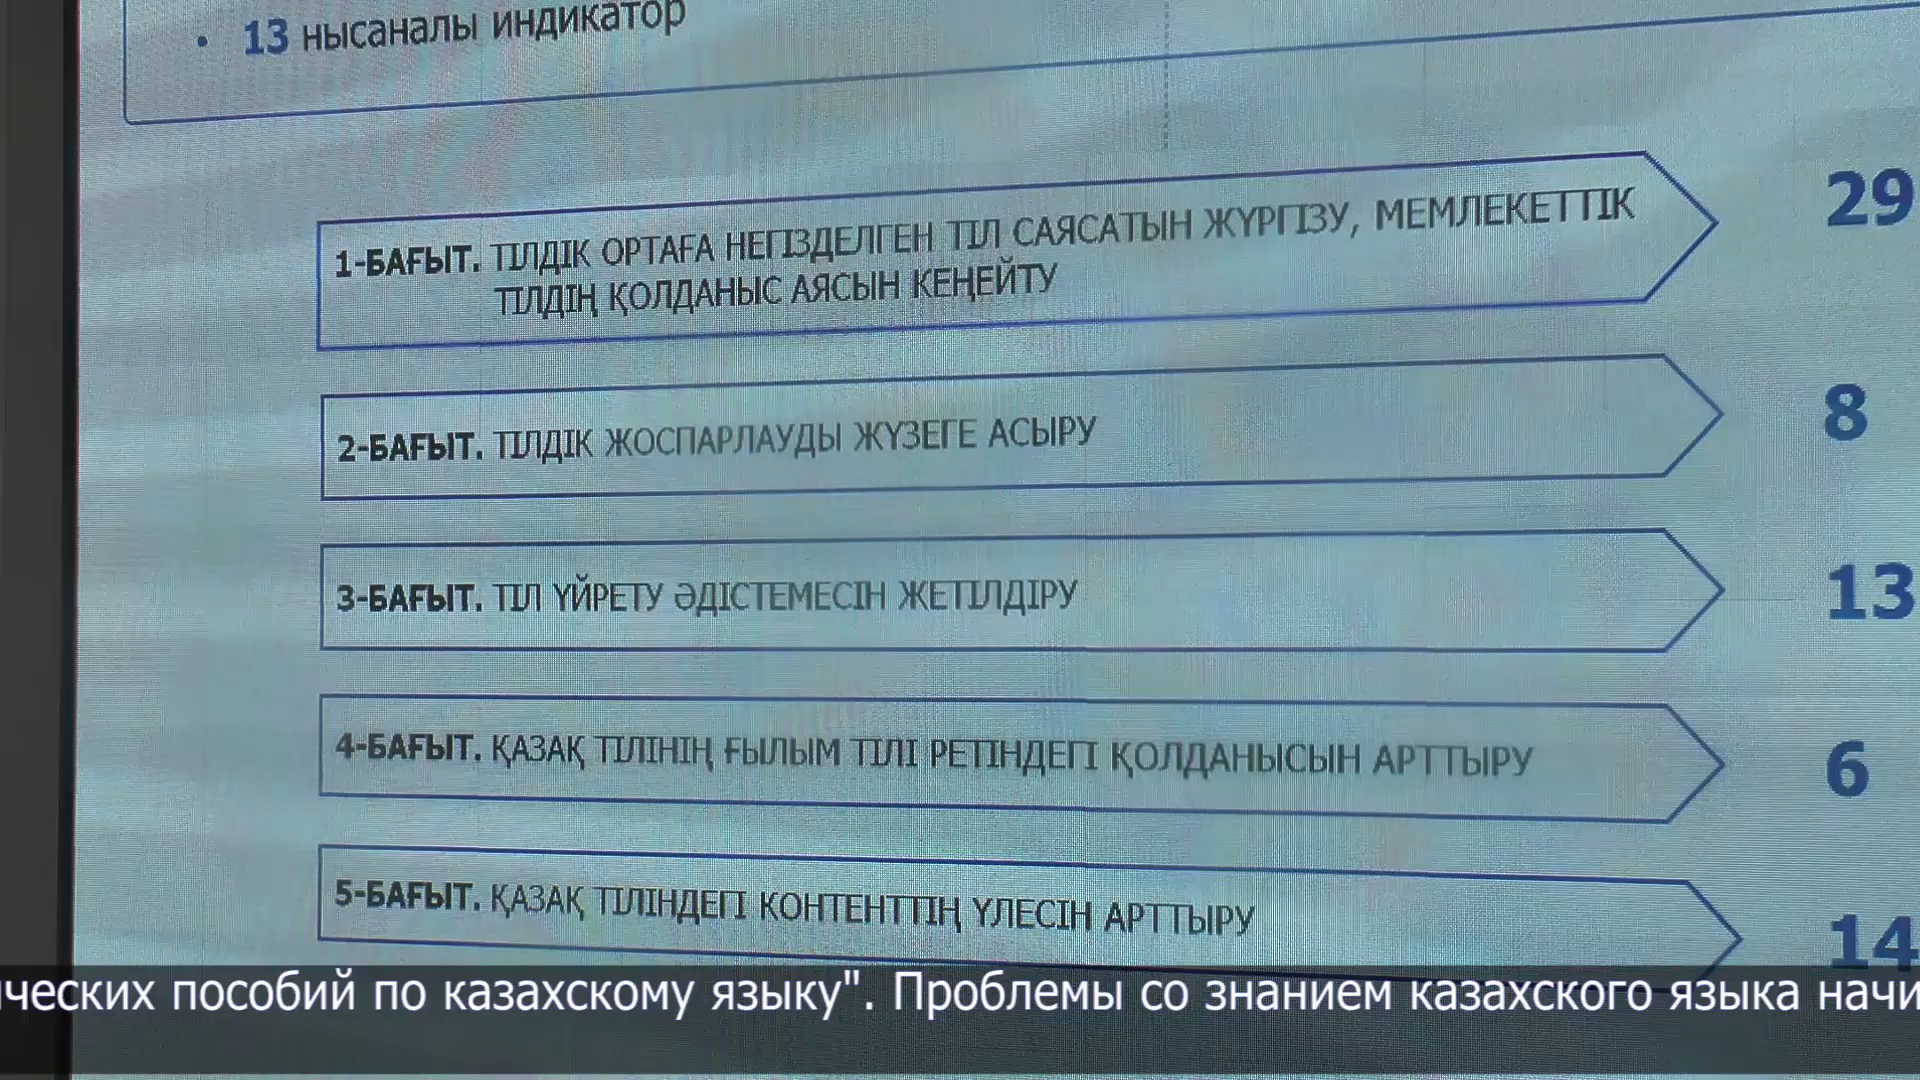 • 13 нысаналы индикатор
1-БАҒЫТ. ТІЛДІК ОРТАҒА НЕГІЗДЕЛГЕН ТІЛ САЯСАТЫН ЖҮРГІЗУ, МЕМЛЕКЕТТІК
ТІЛДІҢ ҚОЛДАНЫС АЯСЫН КЕҢЕЙТУ
29
2-БАҒЫТ. ТІЛДІК ЖОСПАРЛАУДЫ ЖҮЗЕГЕ АСЫРУ
8
3-БАҒЫТ. ТІЛ ҮЙРЕТУ ӘДІСТЕМЕСІН ЖЕТІЛДІРУ
13
4-БАҒЫТ. ҚАЗАҚ ТІЛІНІҢ ҒЫЛЫМ ТІЛІ РЕТІНДЕГІ ҚОЛДАНЫСЫН АРТТЫРУ
6
5-БАҒЫТ. ҚАЗАҚ ТІЛІНДЕГІ КОНТЕНТТІҢ ҮЛЕСІН АРТТЫРУ
14
ческих пособий по казахскому языку". Проблемы со знанием казахского языка начи